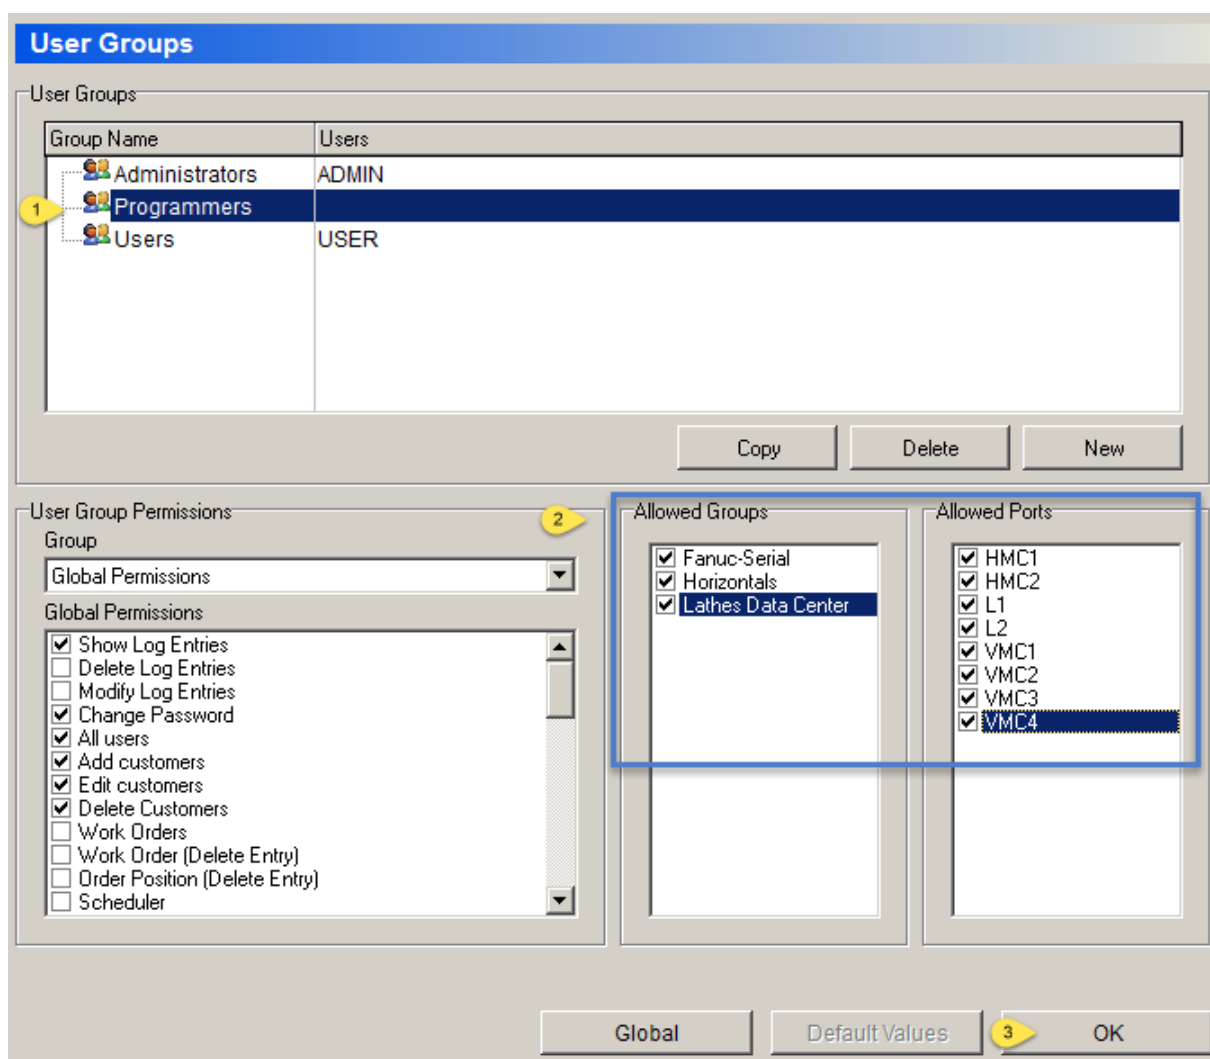 User Groups
User Groups
Group Name Users
Administrators ADMIN
1 Programmers
Users USER
Copy Delete New
User Group Permissions 2 Allowed Groups Allowed Ports
Group
Global Permissions
Global Permissions
Show Log Entries
Delete Log Entries
Modify Log Entries
Change Password
All users
Add customers
Edit customers
Delete Customers
Work Orders
Work Order (Delete Entry)
Order Position (Delete Entry)
Scheduler
Fanuc-Serial
Horizontals
Lathes Data Center
HMC1
HMC2
L1
L2
VMC1
VMC2
VMC3
VMC4
Global Default Values 3 OK